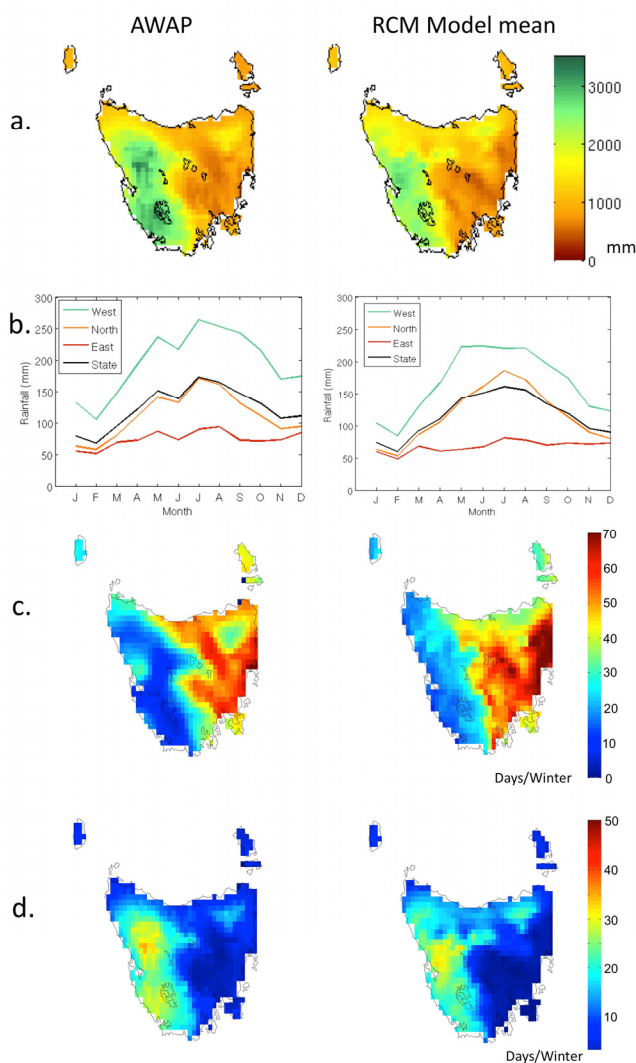 AWAP RCM Model mean
a.
3000
2000
1000
0
mm
b.
300
250
200
150
100
50
0
Rainfall (mm)
West
North
East
State
J F M A M J J A S O N D
Month
300
250
200
150
100
50
0
Rainfall (mm)
West
North
East
State
J F M A M J J A S O N D
Month
c.
70
60
50
40
30
20
10
0
Days/Winter
d.
50
40
30
20
10
Days/Winter